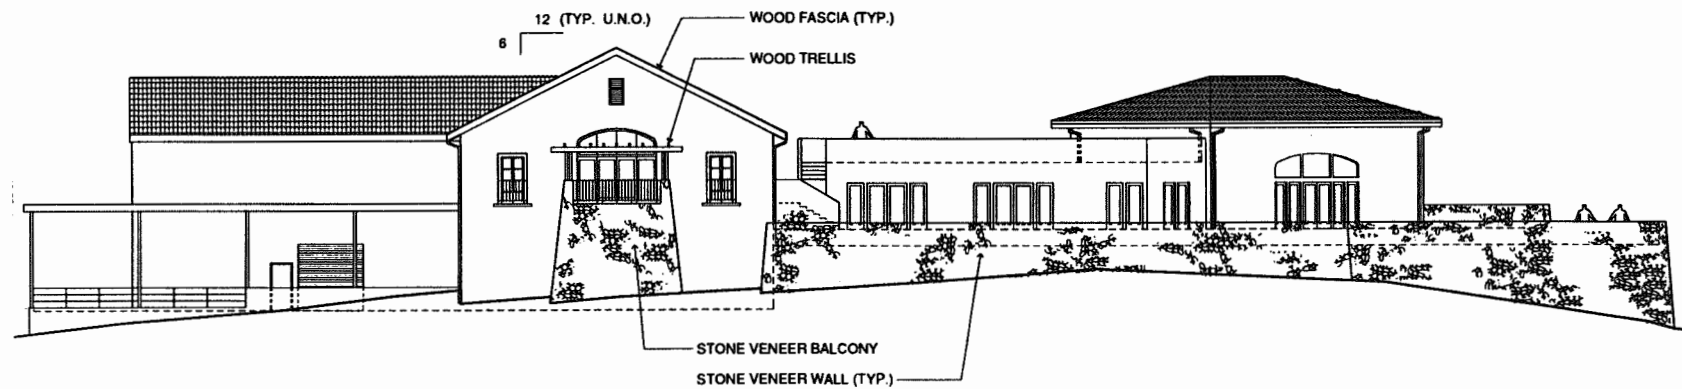 12 (TYP. U.N.O.)
6
WOOD FASCIA (TYP.)
WOOD TRELLIS
STONE VENEER BALCONY
STONE VENEER WALL (TYP.)